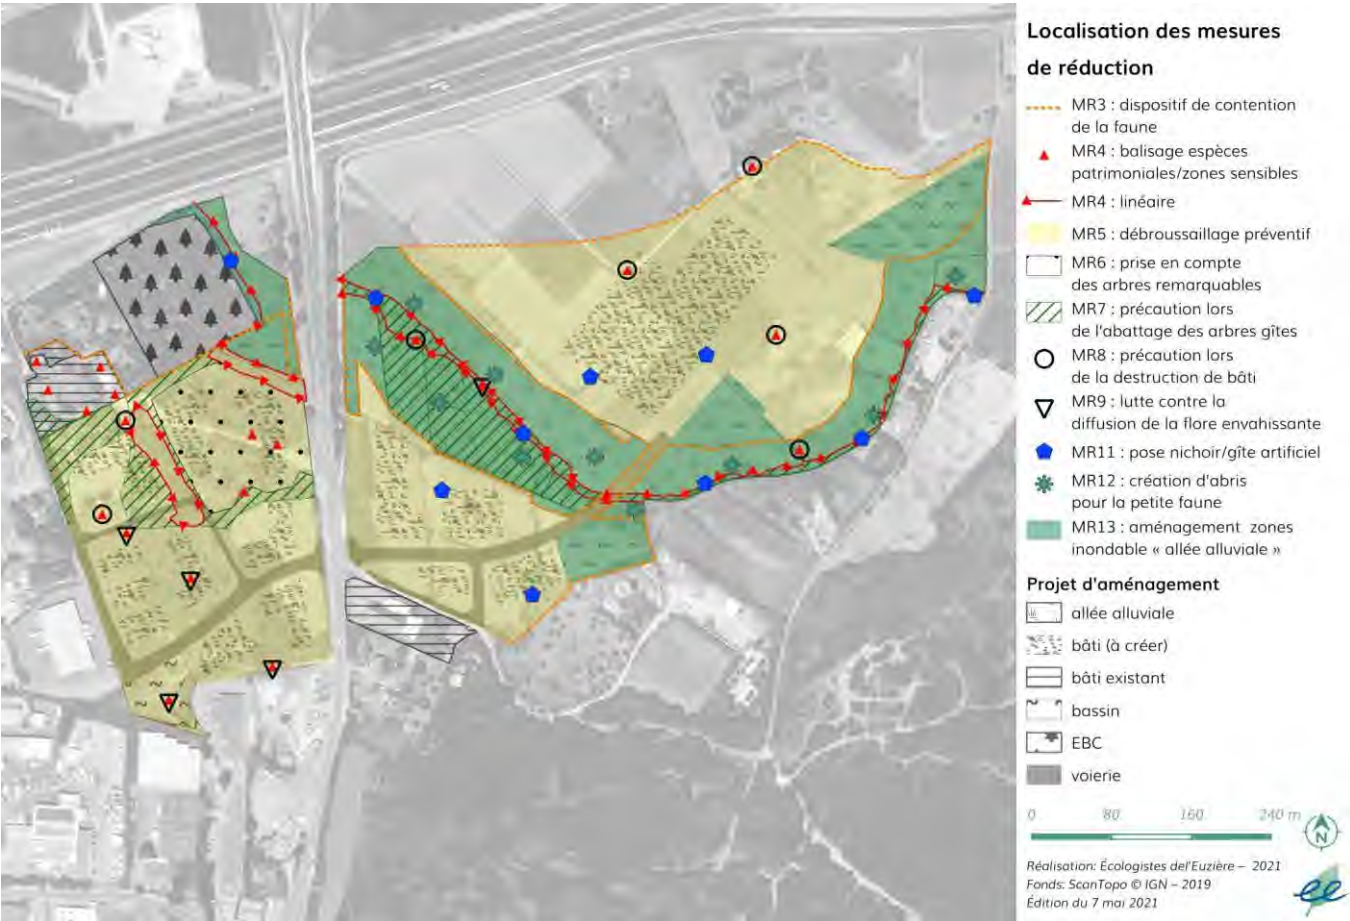 Localisation des mesures
de réduction
MR3 : dispositif de contention
de la faune
MR4 : balisage espèces
patrimoniales/zones sensibles
MR4 : linéaire
MR5 : débroussaillage préventif
MR6 : prise en compte
des arbres remarquables
MR7 : précaution lors
de l'abattage des arbres gîtes
MR8 : précaution lors
de la destruction de bâti
MR9 : lutte contre la
diffusion de la flore envahissante
MR11 : pose nichoir/gîte artificiel
MR12 : création d'abris
pour la petite faune
MR13 : aménagement zones
inondable « allée alluviale »
Projet d'aménagement
allée alluviale
bâti (à créer)
bâti existant
bassin
EBC
voierie
0 80 160 240 m
N
Réalisation: Écologistes del'Euzière – 2021
Fonds: ScanTopo © IGN – 2019
Édition du 7 mai 2021
ee